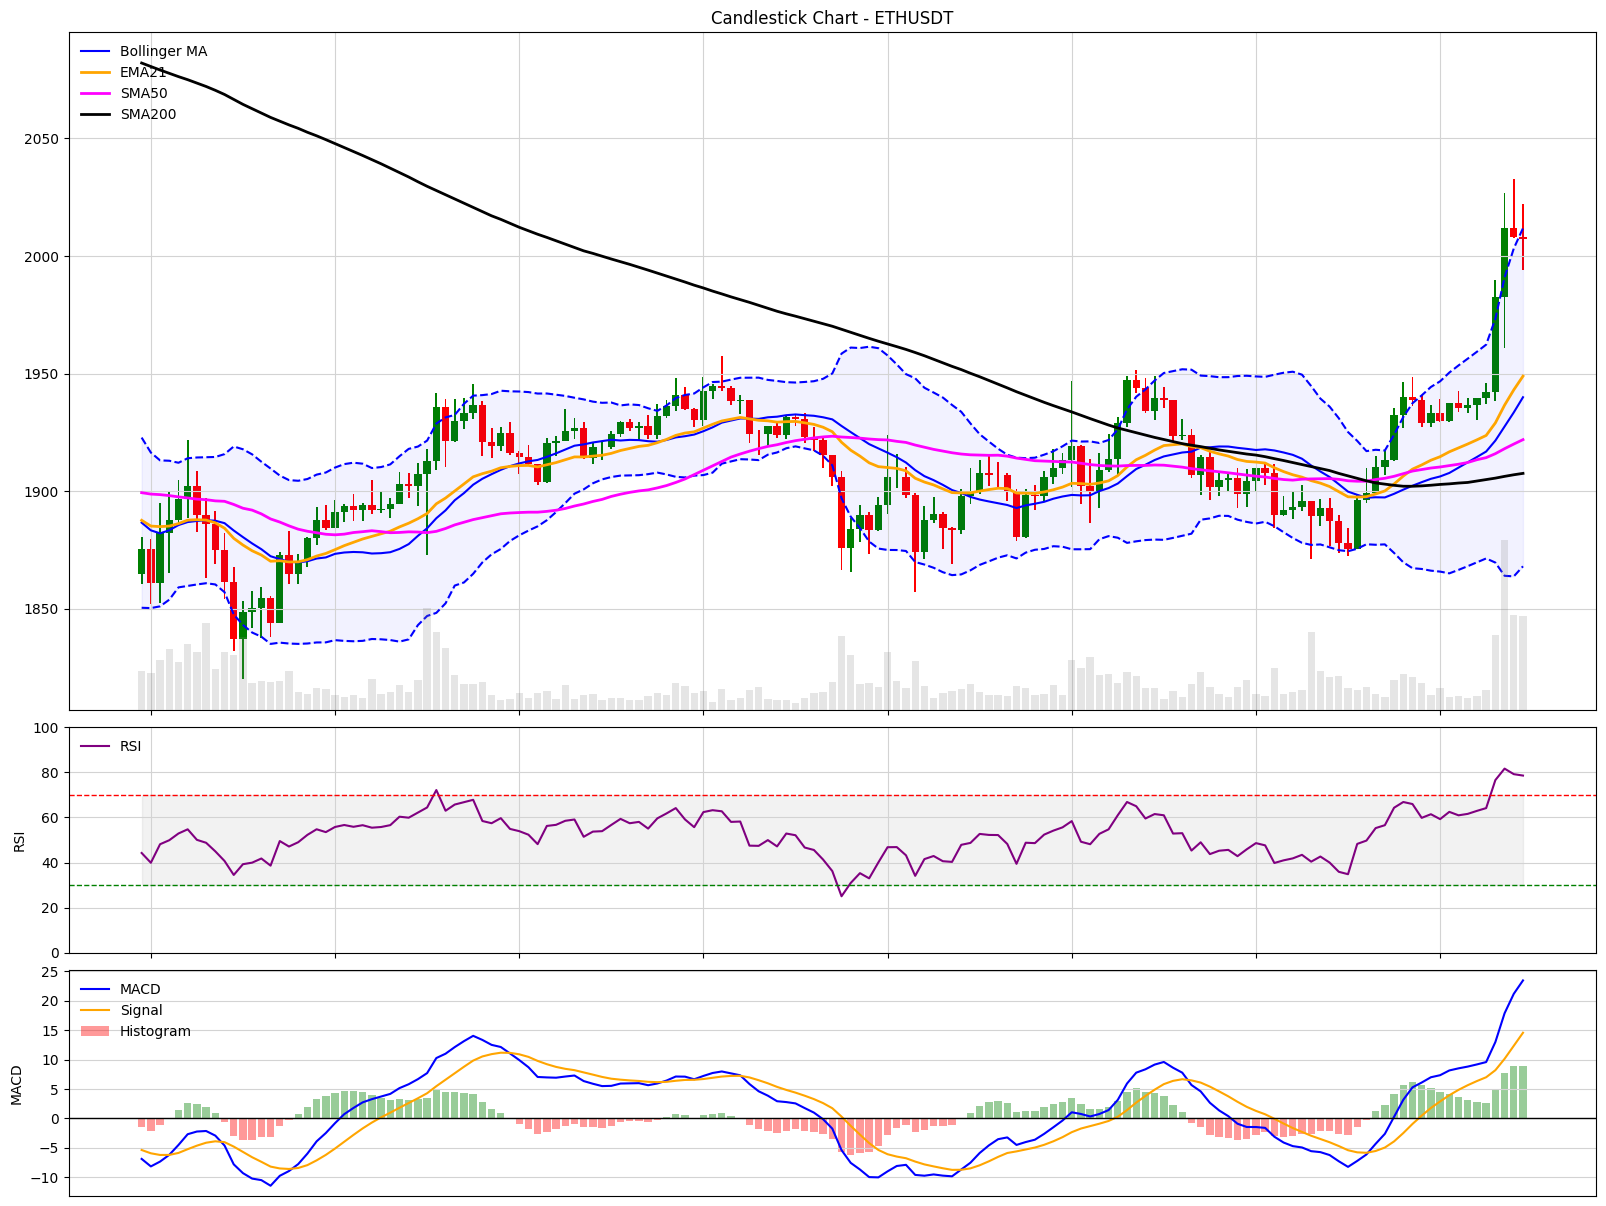 Candlestick Chart - ETHUSDT
Bollinger MA
EMA21
SMA50
SMA200
2050
2000
1950
1900
1850
RSI
RSI
100
80
60
40
20
0
MACD
MACD
Signal
Histogram
25
20
15
10
5
0
−5
−10